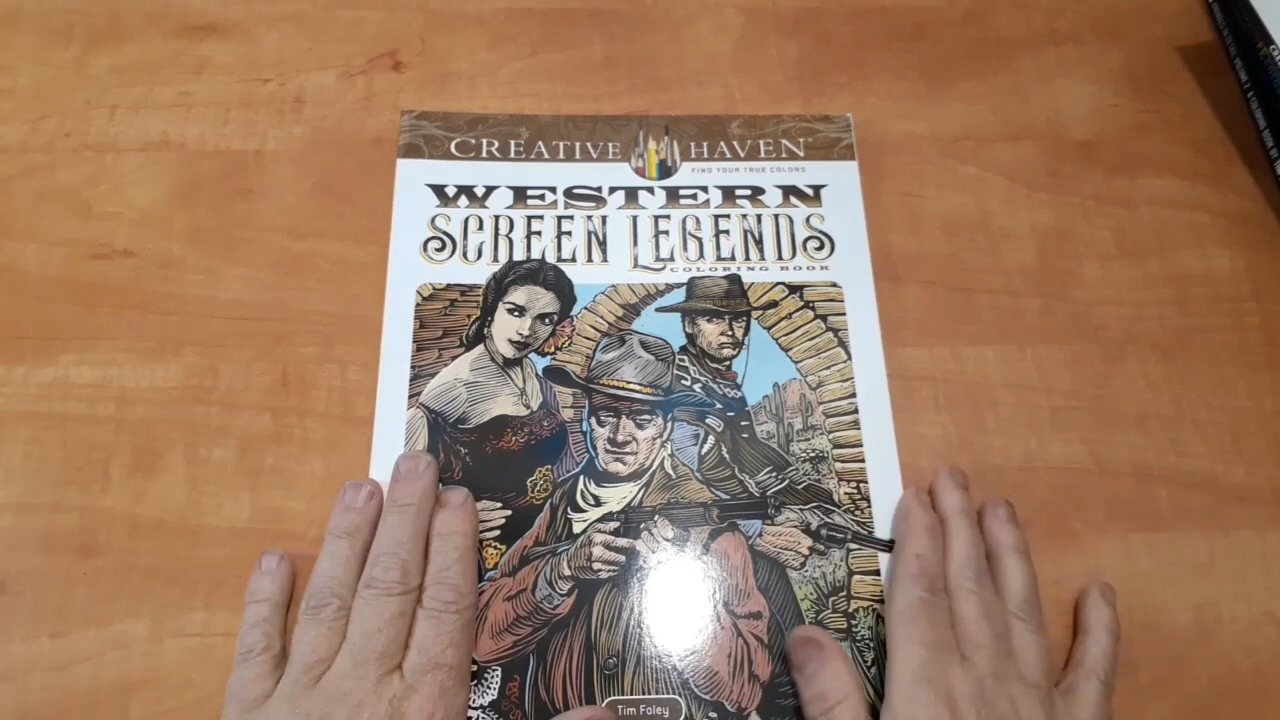 CREATIVE HAVEN
FIND YOUR TRUE COLORS
WESTERN
SCREEN LEGENDS
COLORING BOOK
Tim Foley